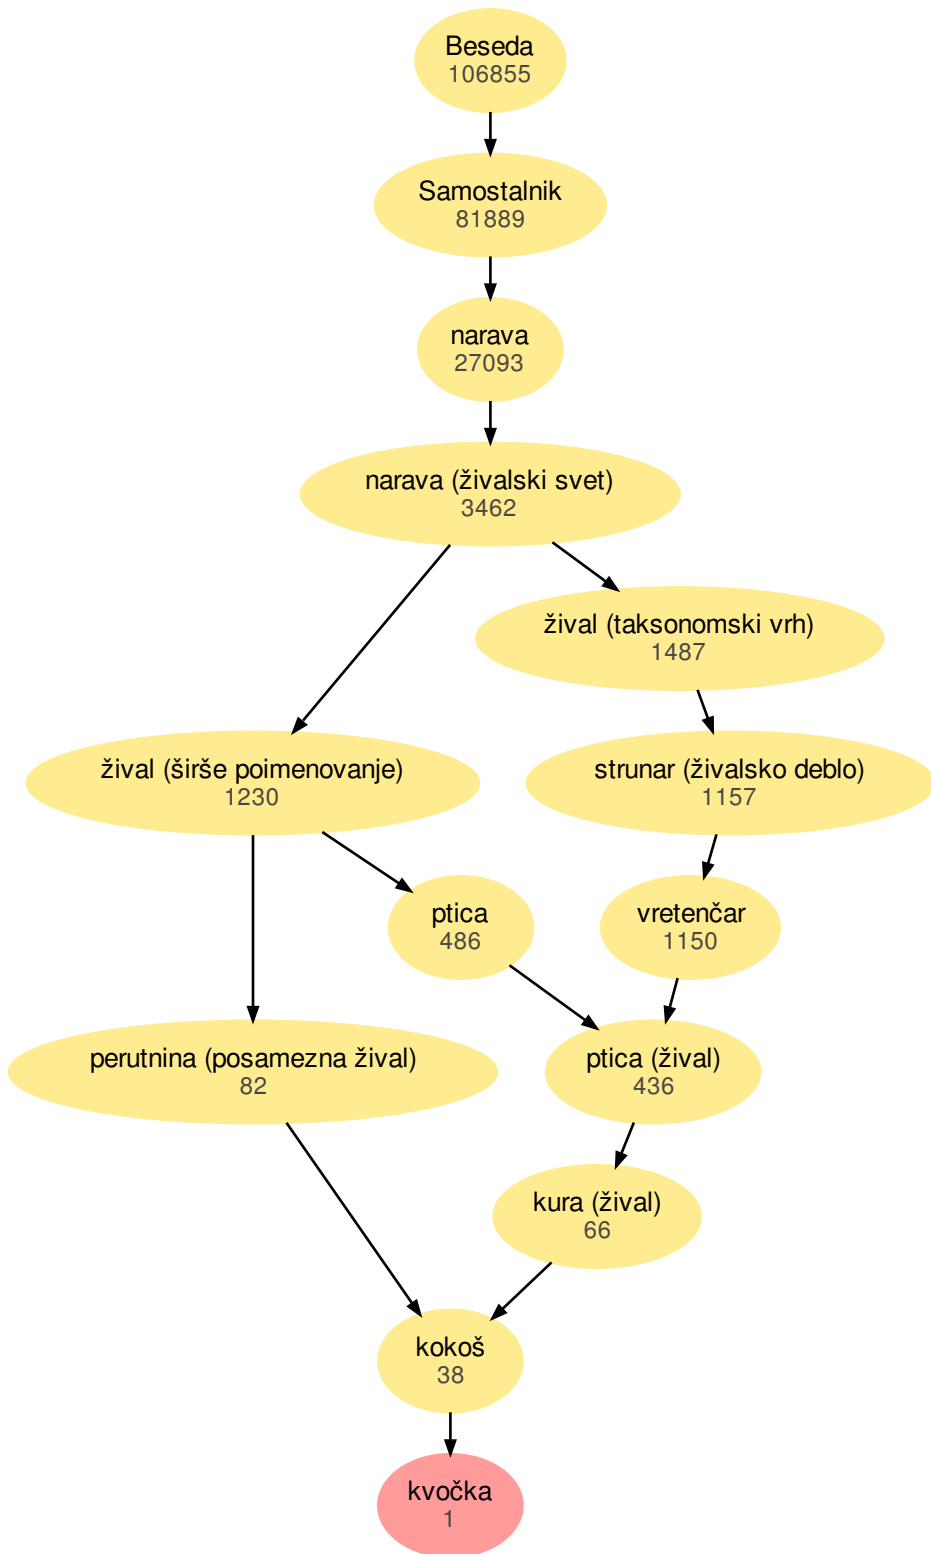 Beseda
106855
Samostalnik
81889
narava
27093
narava (živalski svet)
3462
žival (taksonomski vrh)
1487
žival (širše poimenovanje)
1230
strunar (živalsko deblo)
1157
ptica
486
vretenčar
1150
perutnina (posamezna žival)
82
ptica (žival)
436
kura (žival)
66
kokoš
38
kvočka
1